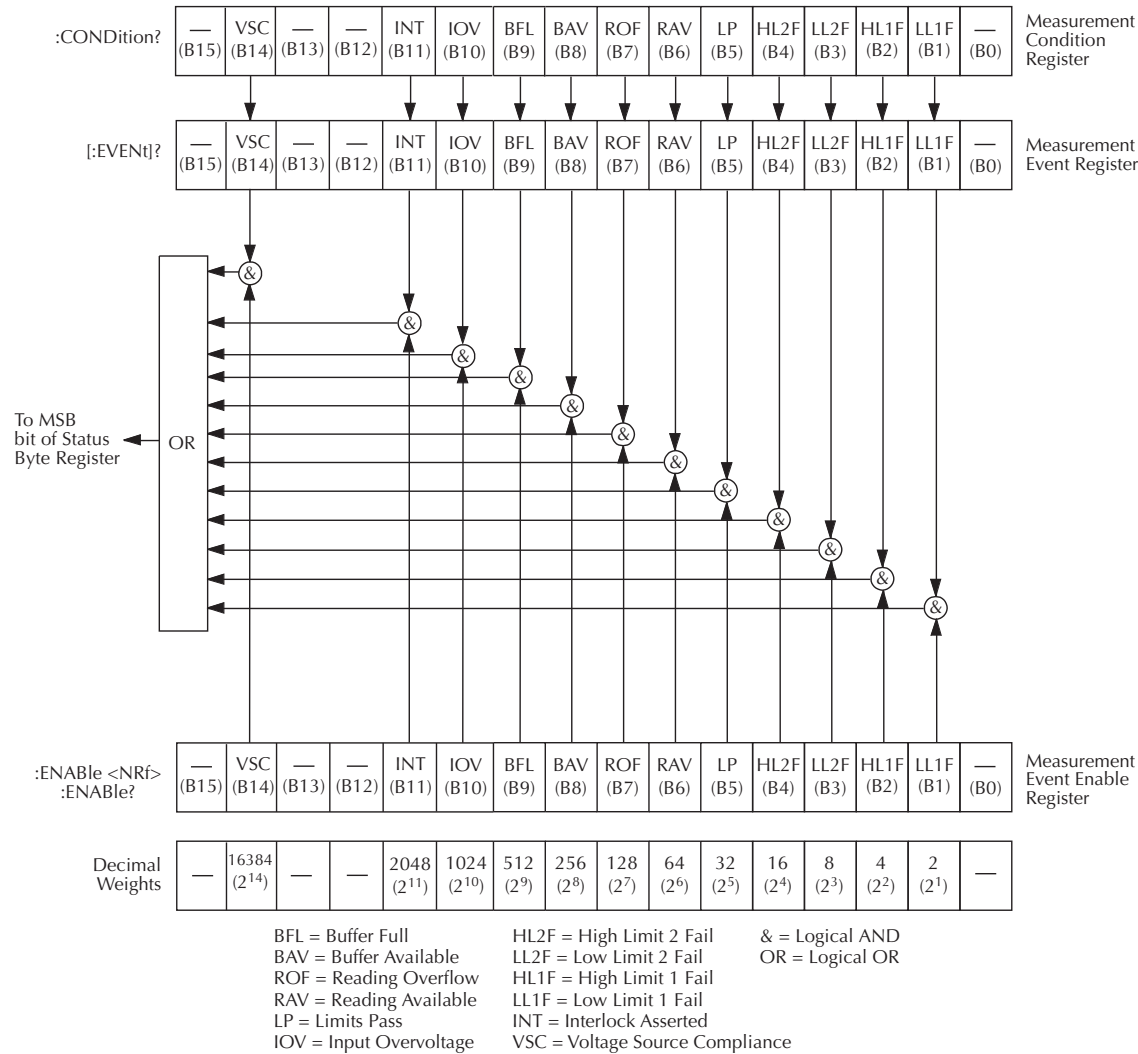 :CONDition?
— (B15) VSC (B14) — (B13) — (B12) INT (B11) IOV (B10) BFL (B9) BAV (B8) ROF (B7) RAV (B6) LP (B5) HL2F (B4) LL2F (B3) HL1F (B2) LL1F (B1) — (B0)
Measurement
Condition
Register
[:EVENt]?
— (B15) VSC (B14) — (B13) — (B12) INT (B11) IOV (B10) BFL (B9) BAV (B8) ROF (B7) RAV (B6) LP (B5) HL2F (B4) LL2F (B3) HL1F (B2) LL1F (B1) — (B0)
Measurement
Event Register
&
&
&
&
&
&
&
&
&
&
&
&
To MSB
bit of Status
Byte Register
OR
:ENABle <NRf>
:ENABle?
— (B15) VSC (B14) — (B13) — (B12) INT (B11) IOV (B10) BFL (B9) BAV (B8) ROF (B7) RAV (B6) LP (B5) HL2F (B4) LL2F (B3) HL1F (B2) LL1F (B1) — (B0)
Measurement
Event Enable
Register
Decimal
Weights
— 16384 (2¹⁴) — — 2048 (2¹¹) 1024 (2¹⁰) 512 (2⁹) 256 (2⁸) 128 (2⁷) 64 (2⁶) 32 (2⁵) 16 (2⁴) 8 (2³) 4 (2²) 2 (2¹) —
BFL = Buffer Full
BAV = Buffer Available
ROF = Reading Overflow
RAV = Reading Available
LP = Limits Pass
IOV = Input Overvoltage
HL2F = High Limit 2 Fail
LL2F = Low Limit 2 Fail
HL1F = High Limit 1 Fail
LL1F = Low Limit 1 Fail
INT = Interlock Asserted
VSC = Voltage Source Compliance
& = Logical AND
OR = Logical OR